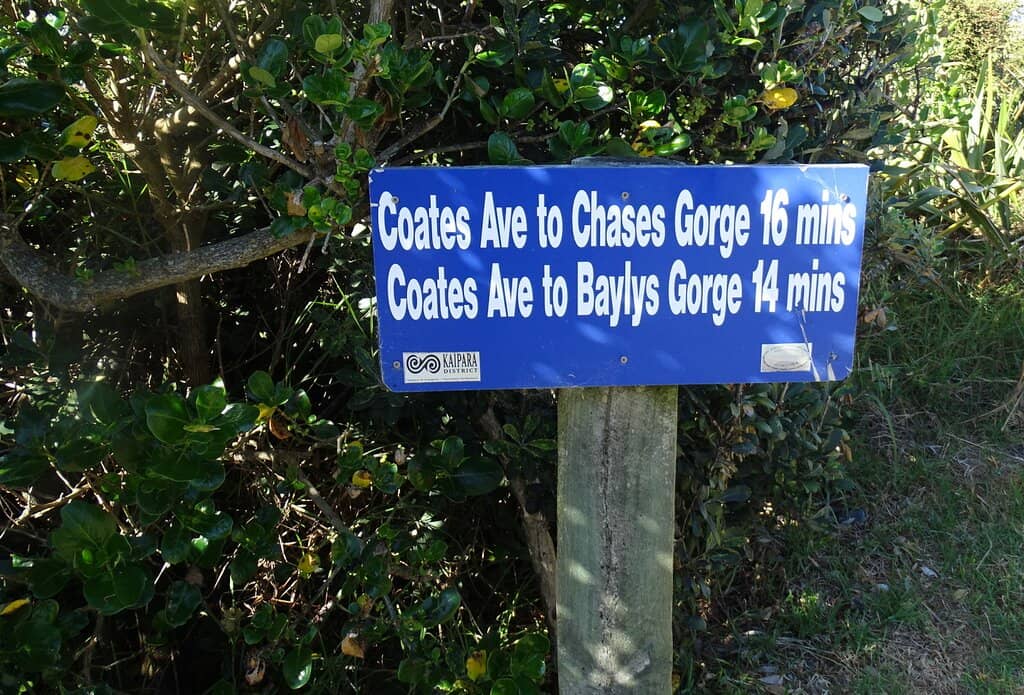 Coates Ave to Chases Gorge 16 mins
Coates Ave to Baylys Gorge 14 mins
KAIPARA
DISTRICT